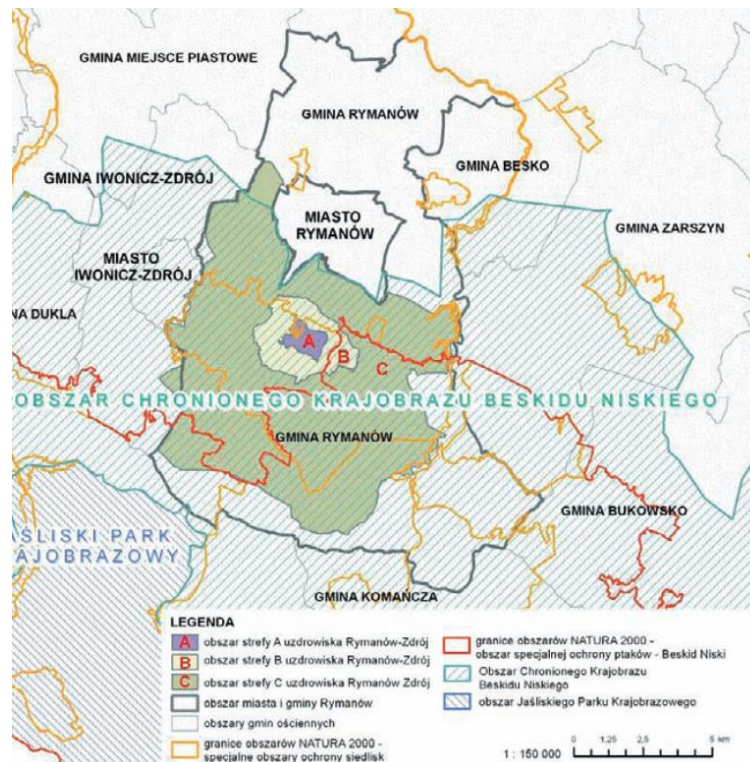 GMINA MIEJSCE PIASTOWE
GMINA RYMANÓW
GMINA BESKO
GMINA IWONICZ-ZDRÓJ
MIASTO
RYMANÓW
GMINA ZARSZYN
MIASTO
IWONICZ-ZDRÓJ
NA DUKLA
A
B
C
OBSZAR CHRONIONEGO KRAJOBRAZU BESKIDU NISKIEGO
GMINA RYMANÓW
GMINA BUKOWSKO
AŚLISKI PARK
AJOBRAZOWY
GMINA KOMAŃCZA
LEGENDA
A obszar strefy A uzdrowiska Rymanów-Zdrój
B obszar strefy B uzdrowiska Rymanów-Zdrój
C obszar strefy C uzdrowiska Rymanów Zdrój
obszar miasta i gminy Rymanów
obszary gmin ościennych
granice obszarów NATURA 2000 -
specjalne obszary ochrony siedlisk
granice obszarów NATURA 2000 -
obszar specjalnej ochrony ptaków - Beskid Niski
Obszar Chronionego Krajobrazu
Beskidu Niskiego
obszar Jaśliskiego Parku Krajobrazowego
1 : 150 000
0 1,25 2,5 5 km